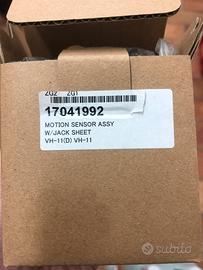 ZG2 ZG1
17041992
MOTION SENSOR ASSY
W/JACK SHEET
VH-11(D) VH-11
subito